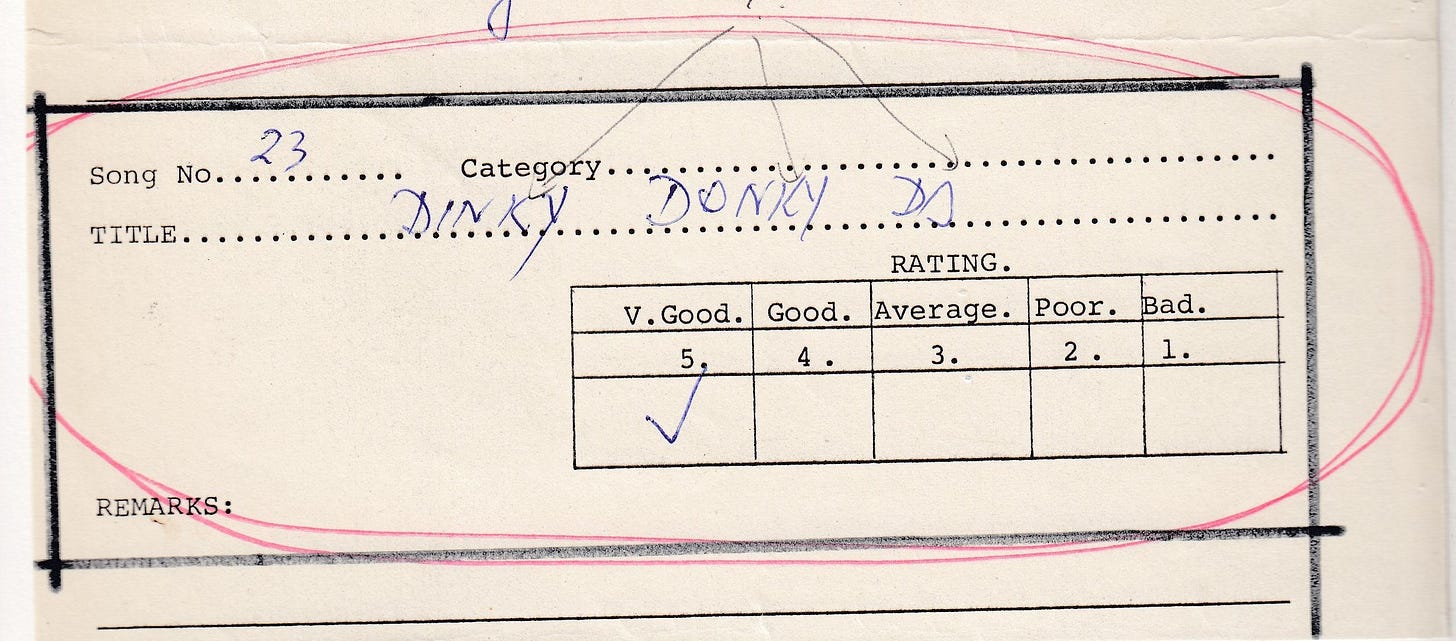 Song No............ 23 Category........................................
TITLE........ DINKY DONKY DA ........................
RATING.
V.Good. Good. Average. Poor. Bad.
5. 4. 3. 2. 1.
✓
REMARKS: